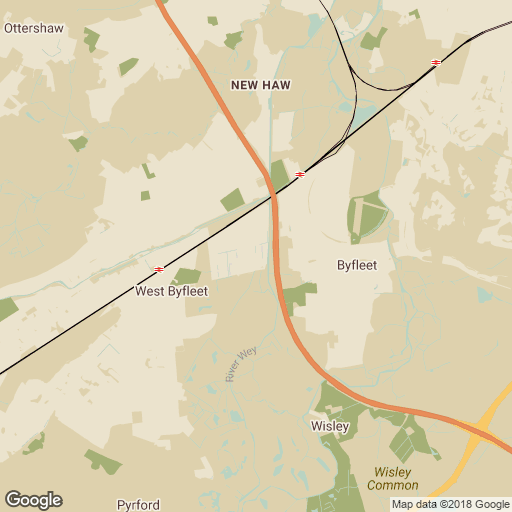 Ottershaw
NEW HAW
Byfleet
West Byfleet
River Wey
Wisley
Wisley
Common
Pyrford
Google
Map data ©2018 Google